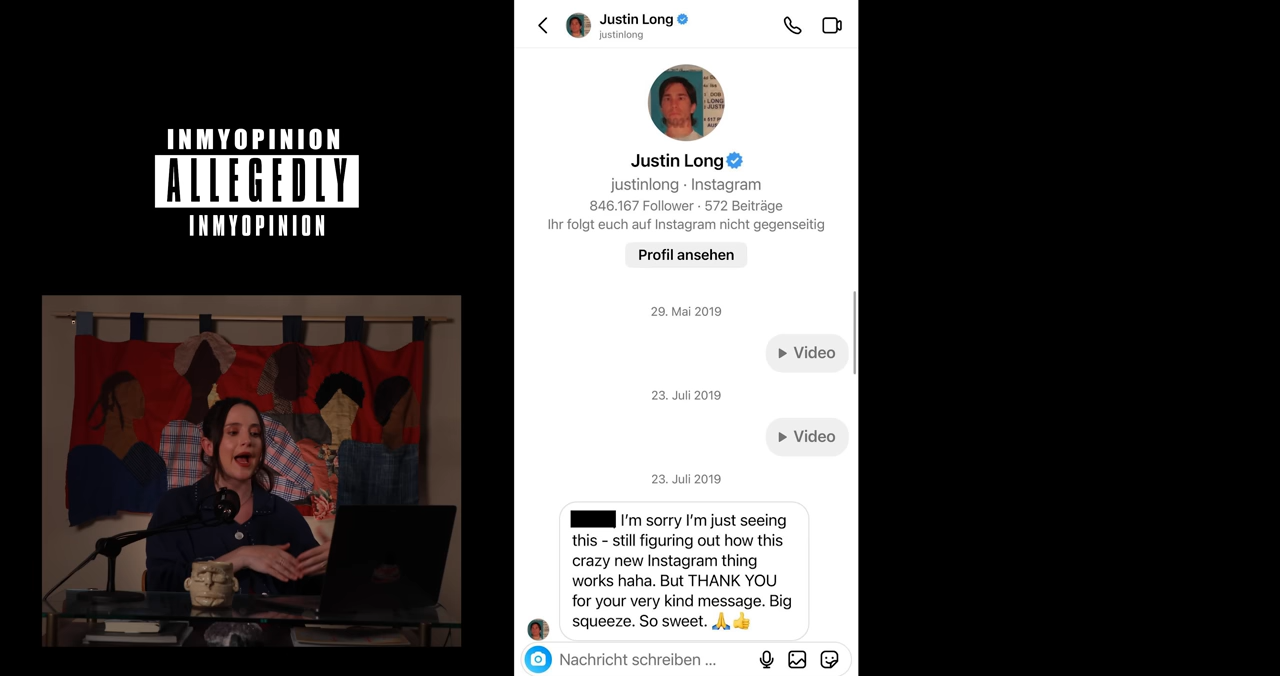 INMYOPINION
ALLEGEDLY
INMYOPINION
Justin Long
justinlong
DOB
LONG
JUSTI
Justin Long
justinlong · Instagram
846.167 Follower · 572 Beiträge
Ihr folgt euch auf Instagram nicht gegenseitig
Profil ansehen
29. Mai 2019
Video
23. Juli 2019
Video
23. Juli 2019
I'm sorry I'm just seeing
this - still figuring out how this
crazy new Instagram thing
works haha. But THANK YOU
for your very kind message. Big
squeeze. So sweet. 🙏👍
Nachricht schreiben ...